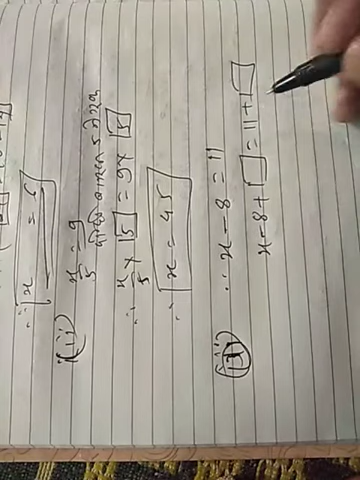 ∴ x = 5
(ii) x/5 = 9
∴ x/5 × 5 = 9 × 5
∴ x = 45
(iii) ∴ x - 8 = 11
x - 8 + □ = 11 + □